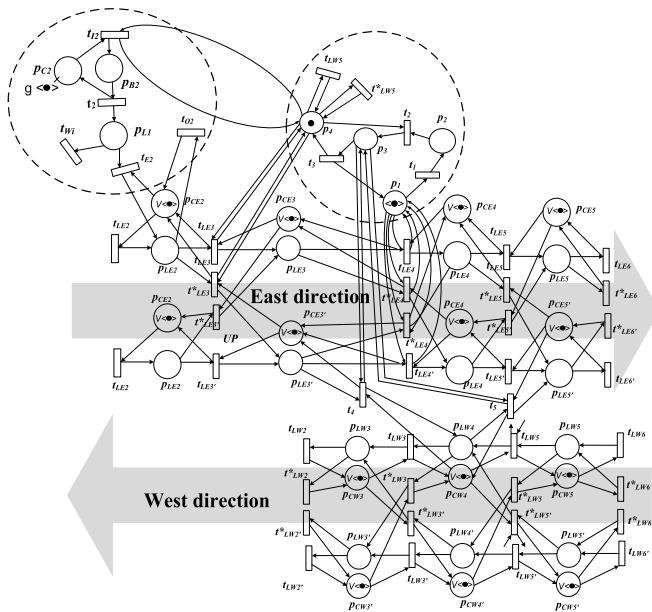 t_I2
p_C2
g <●>
p_B2
t_2
t_Wi
p_L1
t_O2
t_E2
t_LW5
t*_LW5
p_4
t_2
p_2
p_3
t_3
t_1
p_1
<●>
p_CE2
V<●>
p_CE3
V<●>
p_CE4
V<●>
p_CE5
V<●>
t_LE2
t_LE3
p_LE2
t_LE3
p_LE3
t_LE4
p_LE4
t_LE5
t_LE5
p_LE5
t_LE6
t*_LE3
t*_LE4
t*_LE5
t*_LE6
East direction
p_CE2
V<●>
t*_LE3'
UP
p_CE3'
V<●>
t*_LE4
p_CE4
V<●>
t*_LE5'
p_CE5'
V<●>
t*_LE6'
t_LE2
p_LE2
t_LE3'
p_LE3'
t_LE4'
p_LE4
t_LE5'
p_LE5'
t_LE6'
t_4
t_5
t_LW2
p_LW3
t_LW3
p_LW4
t_LW5
p_LW5
t_LW6
West direction
t*_LW2
V<●>
p_CW3
t*_LW3
V<●>
p_CW4
t*_LW5
V<●>
p_CW5
t*_LW6
t*_LW2'
p_LW3'
t*_LW3'
p_LW4'
t*_LW5'
p_LW5'
t*_LW6
t_LW2'
V<●>
p_CW3'
t_LW3'
V<●>
p_CW4'
t_LW5'
V<●>
p_CW5'
t_LW6'